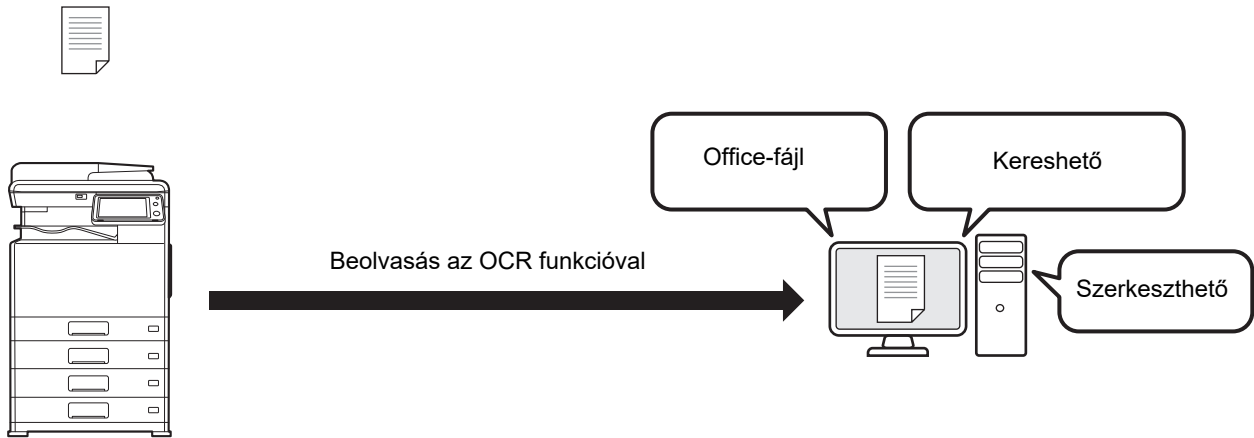 Office-fájl
Kereshető
Beolvasás az OCR funkcióval
Szerkeszthető